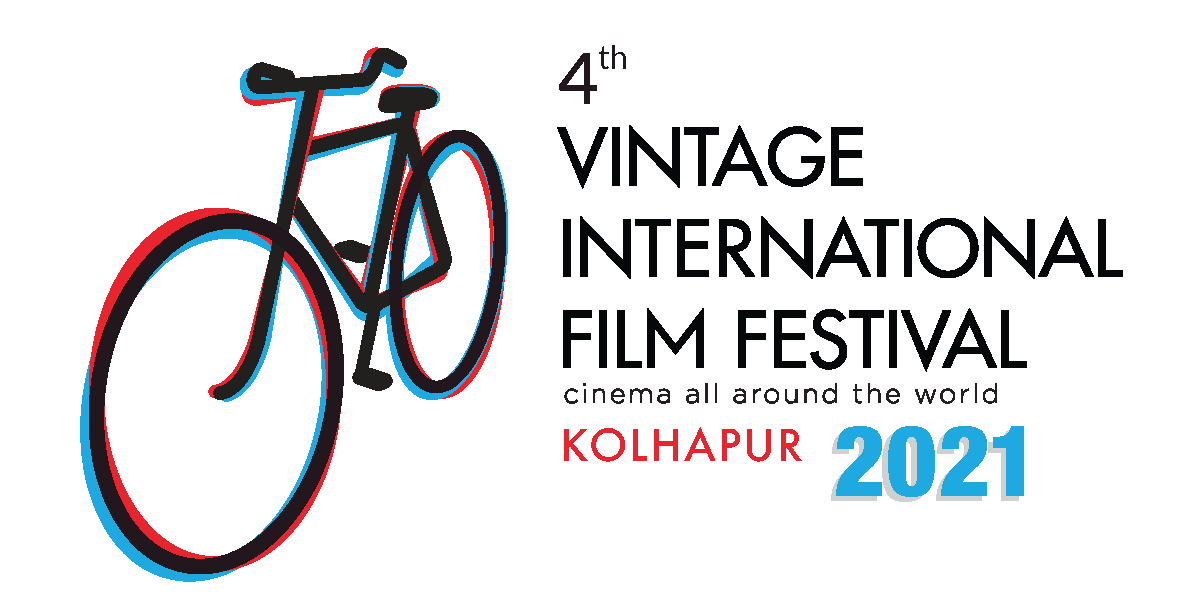 4th
VINTAGE
INTERNATIONAL
FILM FESTIVAL
cinema all around the world
KOLHAPUR 2021